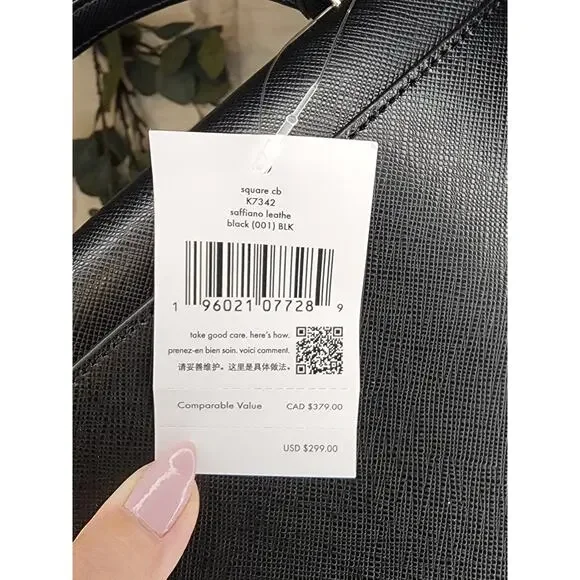 square cb
K7342
saffiano leathe
black (001) BLK
1 96021 07728 9
take good care. here's how.
prenez-en bien soin. voici comment.
请妥善维护。这里是具体做法。
Comparable Value CAD $379.00
USD $299.00